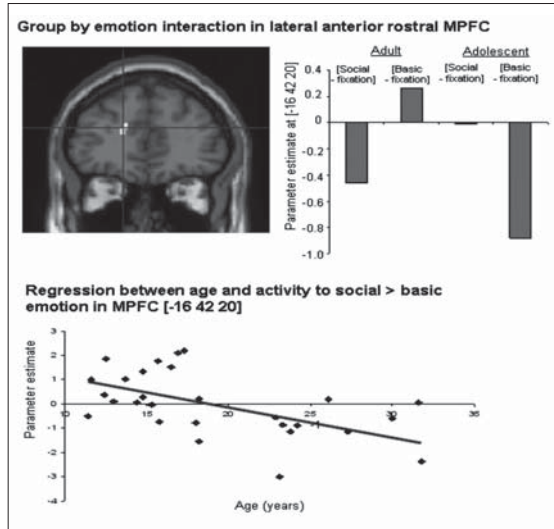 Group by emotion interaction in lateral anterior rostral MPFC
Adult Adolescent
[Social [Basic [Social [Basic
-fixation] - fixation] -fixation] - fixation]
Parameter estimate at [-16 42 20]
0.4
0.2
0
-0.2
-0.4
-0.6
-0.8
-1.0
Regression between age and activity to social > basic
emotion in MPFC [-16 42 20]
Parameter estimate
3
2
1
0
-1
-2
-3
-4
10 15 20 25 30 35
Age (years)